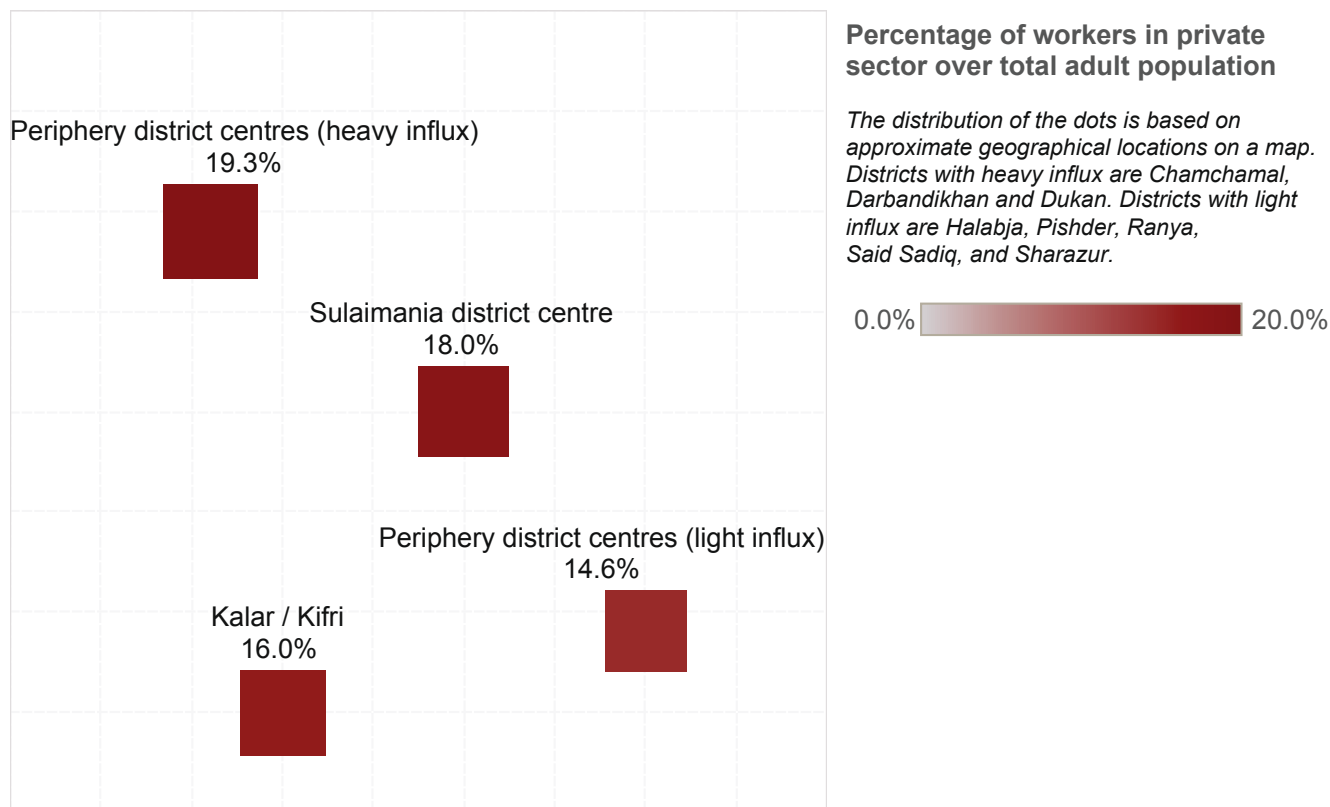 Periphery district centres (heavy influx)
19.3%
Sulaimania district centre
18.0%
Periphery district centres (light influx)
14.6%
Kalar / Kifri
16.0%
Percentage of workers in private
sector over total adult population
The distribution of the dots is based on
approximate geographical locations on a map.
Districts with heavy influx are Chamchamal,
Darbandikhan and Dukan. Districts with light
influx are Halabja, Pishder, Ranya,
Said Sadiq, and Sharazur.
0.0% 20.0%